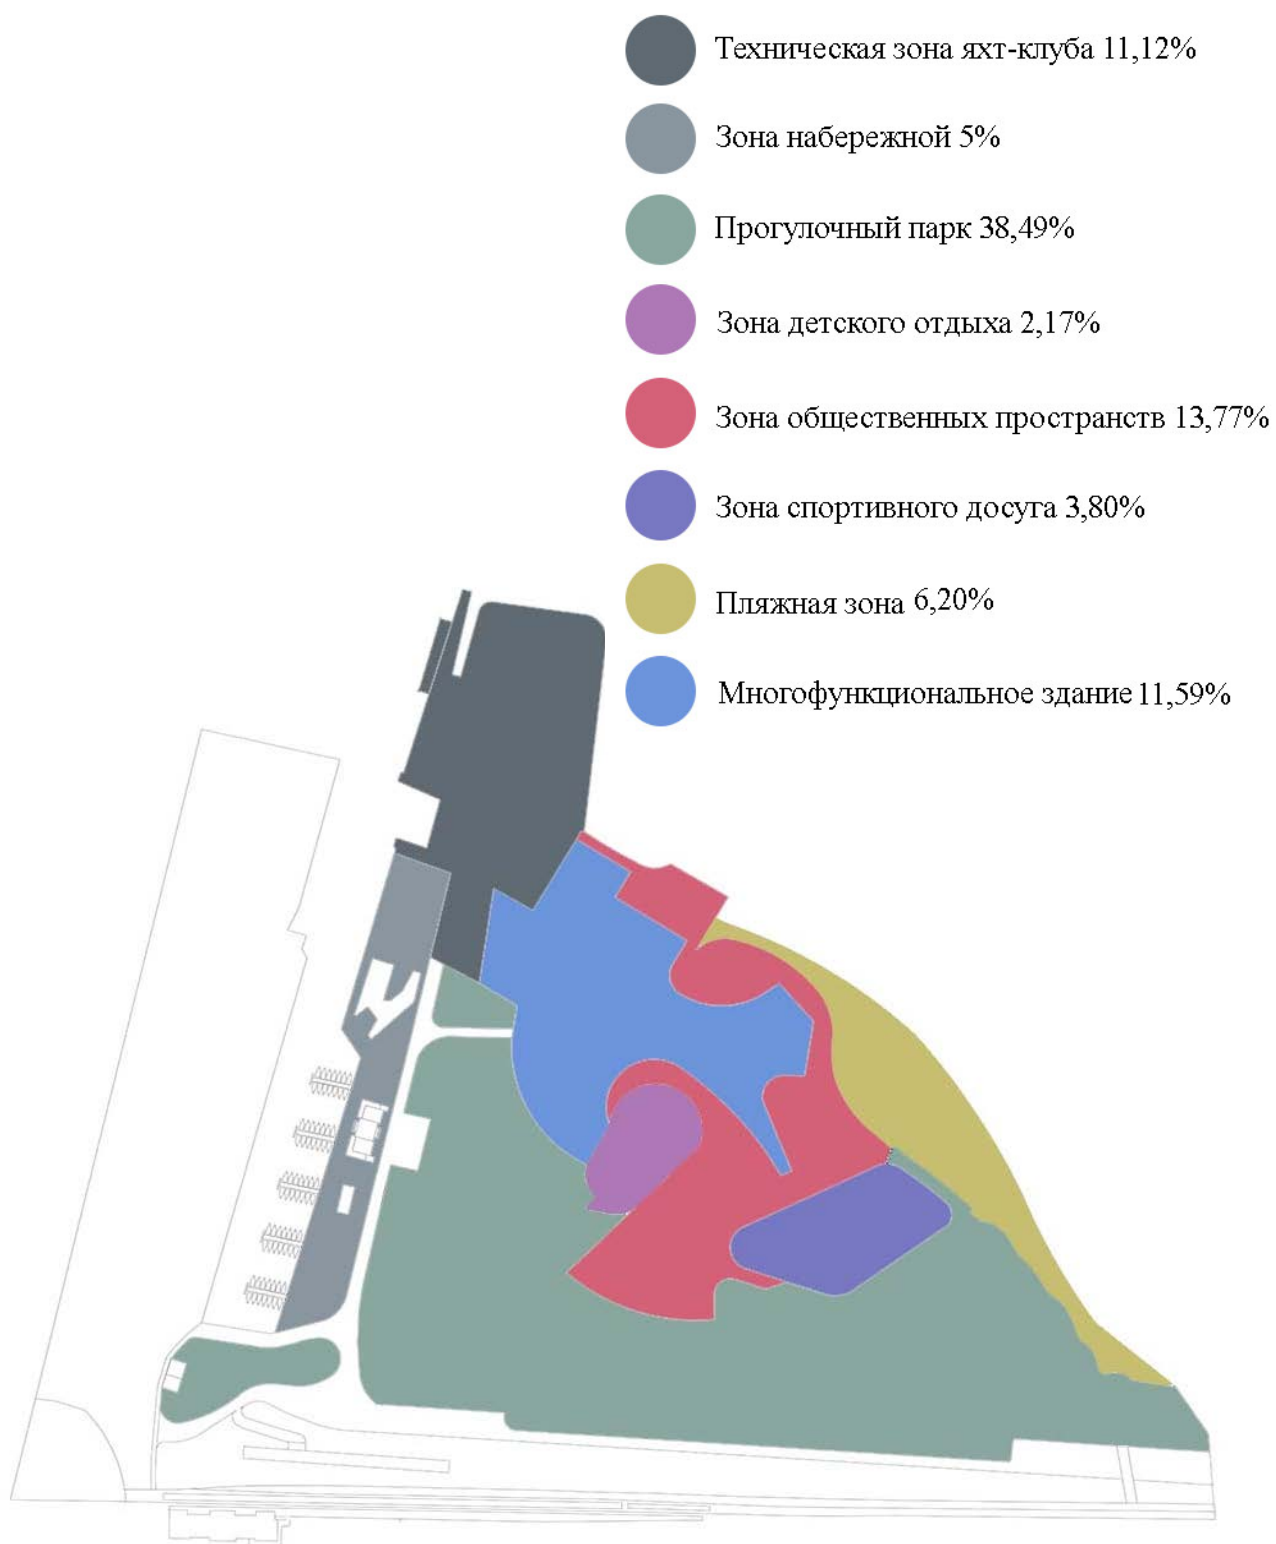 Техническая зона яхт-клуба 11,12%
Зона набережной 5%
Прогулочный парк 38,49%
Зона детского отдыха 2,17%
Зона общественных пространств 13,77%
Зона спортивного досуга 3,80%
Пляжная зона 6,20%
Многофункциональное здание 11,59%